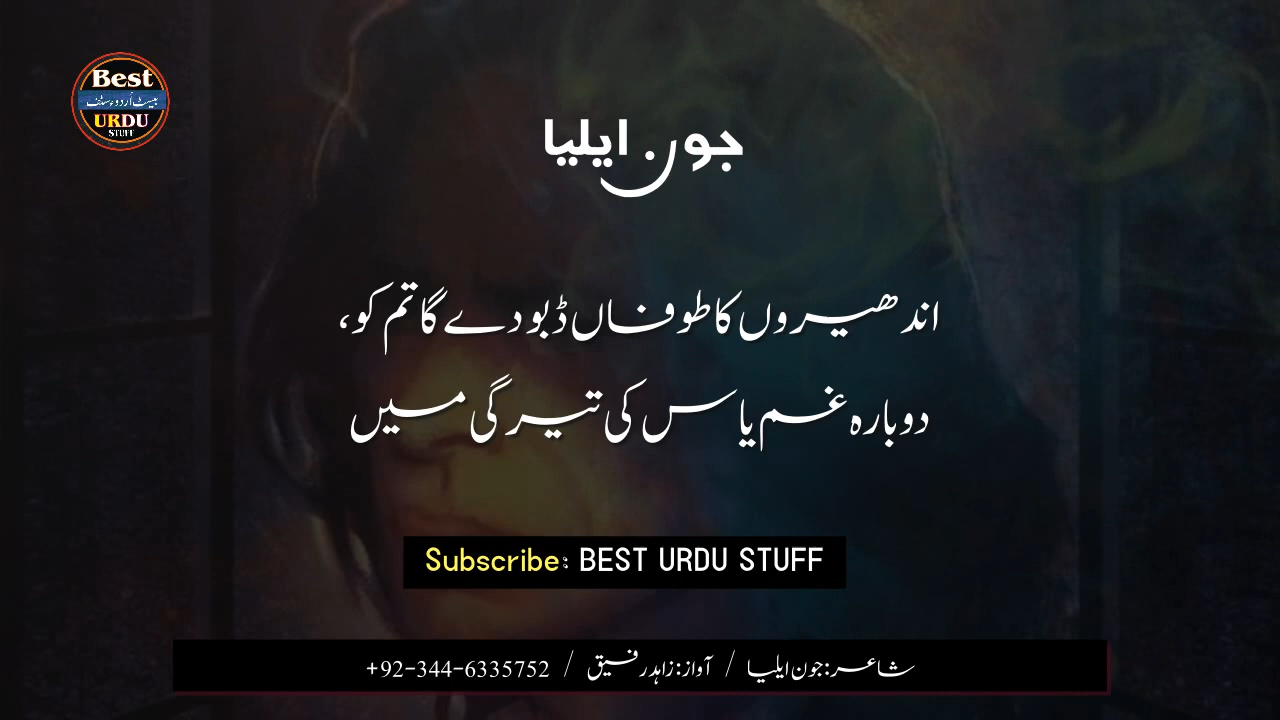 Best
بیسٹ اُردو سٹف
URDU
STUFF
جون ایلیا
اندھیروں کا طوفاں ڈبو دے گا تم کو،
دوبارہ غم یاس کی تیرگی میں
Subscribe: BEST URDU STUFF
شاعر: جون ایلیا / آواز: زاہد رفیق / +92-344-6335752